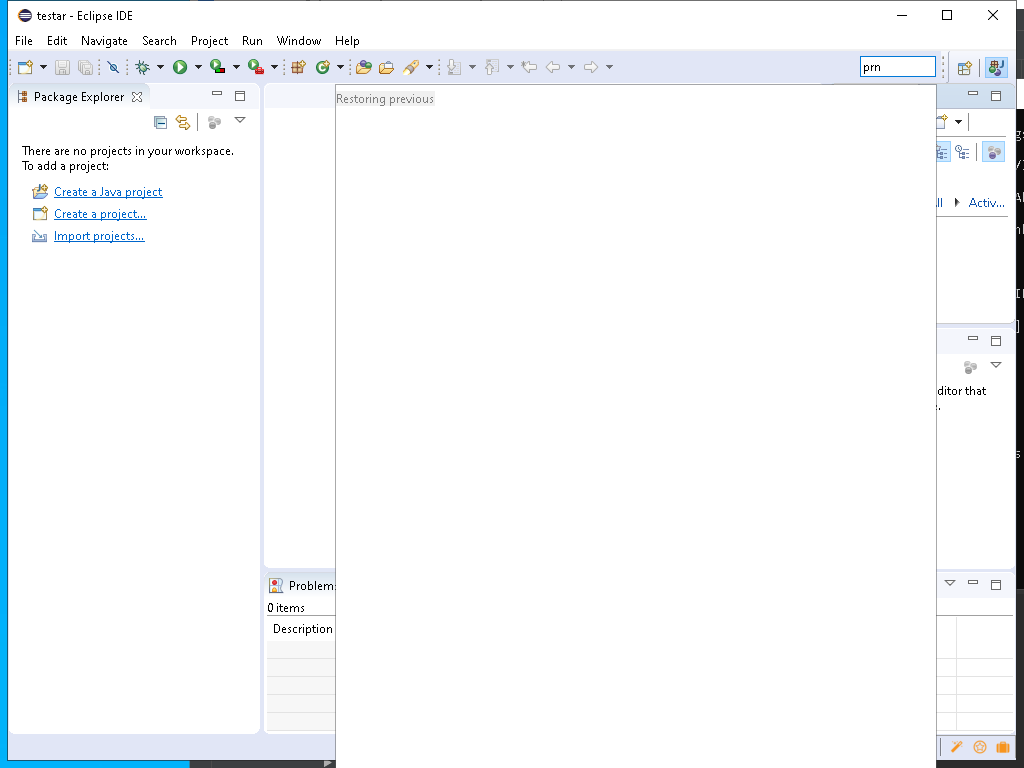 testar - Eclipse IDE
File Edit Navigate Search Project Run Window Help
prn
Package Explorer
Restoring previous
There are no projects in your workspace.
To add a project:
Create a Java project
Create a project...
Import projects...
Activ...
ditor that
0 items
Description